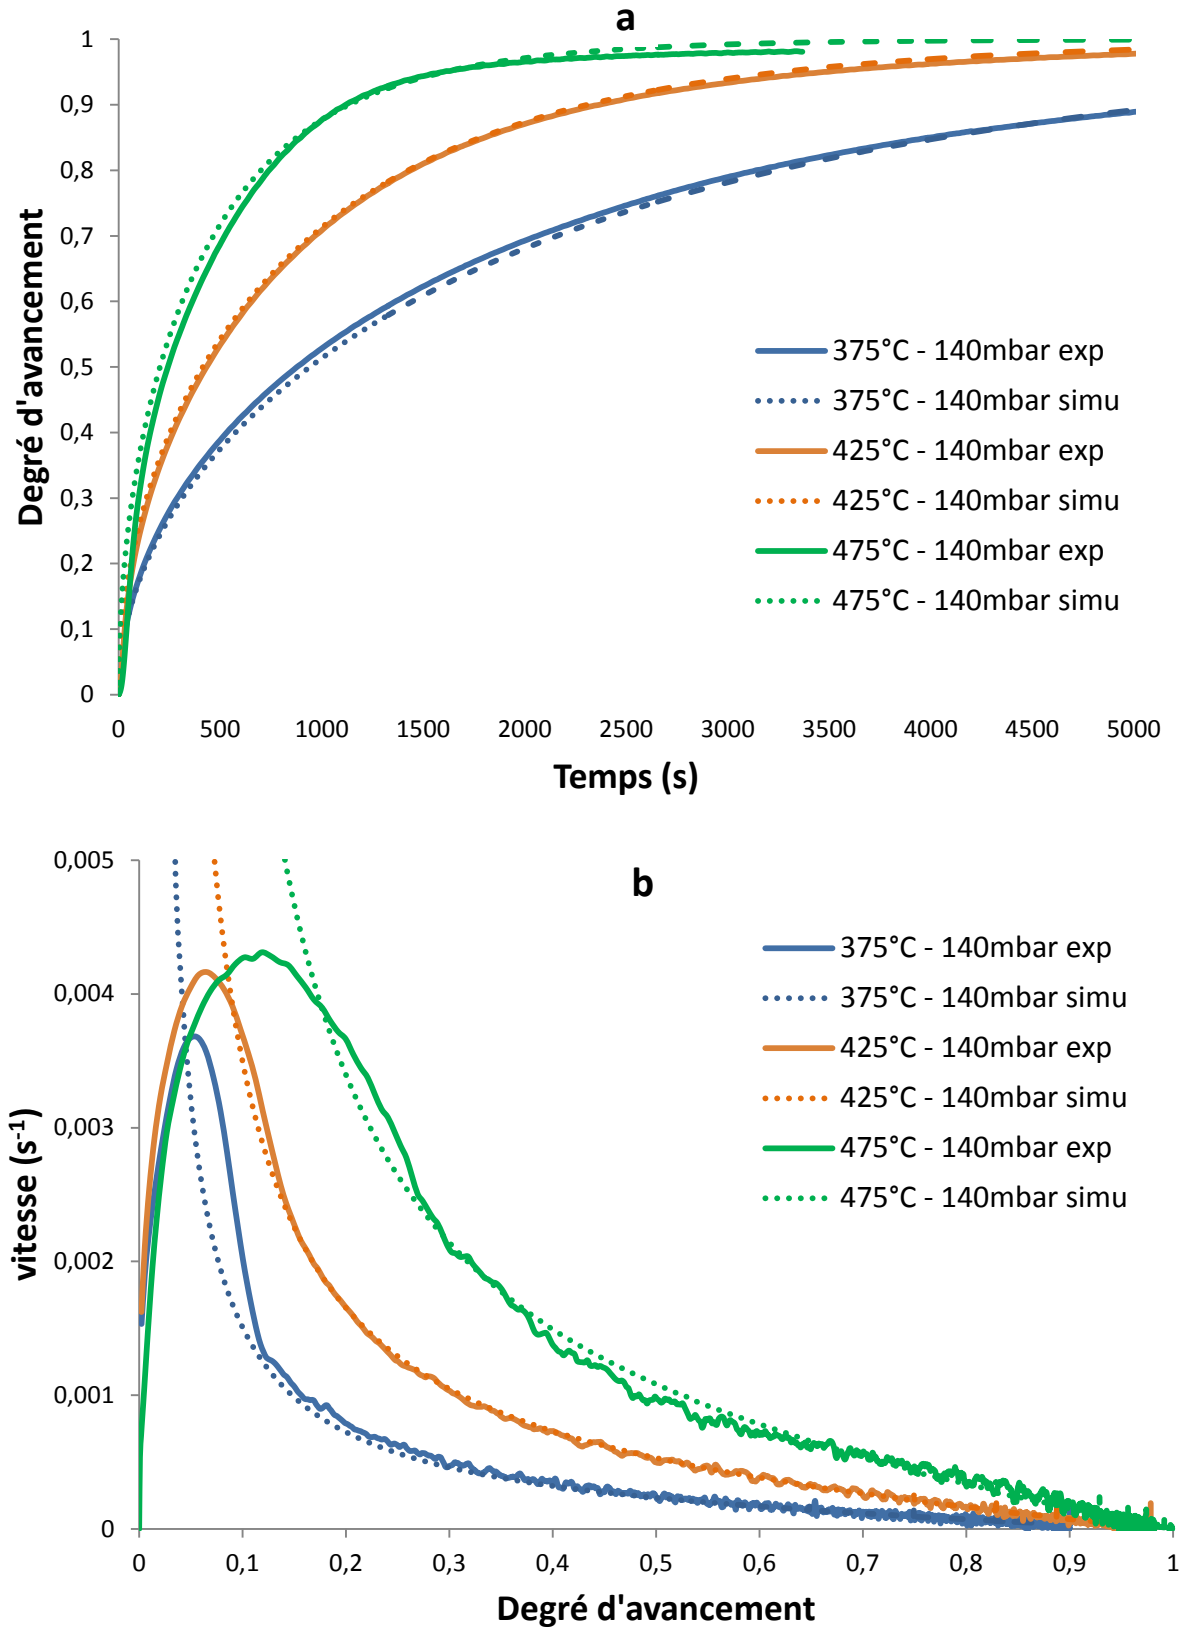 a
1
0,9
0,8
0,7
0,6
0,5
0,4
0,3
0,2
0,1
0
Degré d'avancement
375°C - 140mbar exp
375°C - 140mbar simu
425°C - 140mbar exp
425°C - 140mbar simu
475°C - 140mbar exp
475°C - 140mbar simu
0 500 1000 1500 2000 2500 3000 3500 4000 4500 5000
Temps (s)
b
0,005
0,004
0,003
0,002
0,001
0
vitesse (s-1)
375°C - 140mbar exp
375°C - 140mbar simu
425°C - 140mbar exp
425°C - 140mbar simu
475°C - 140mbar exp
475°C - 140mbar simu
0 0,1 0,2 0,3 0,4 0,5 0,6 0,7 0,8 0,9 1
Degré d'avancement